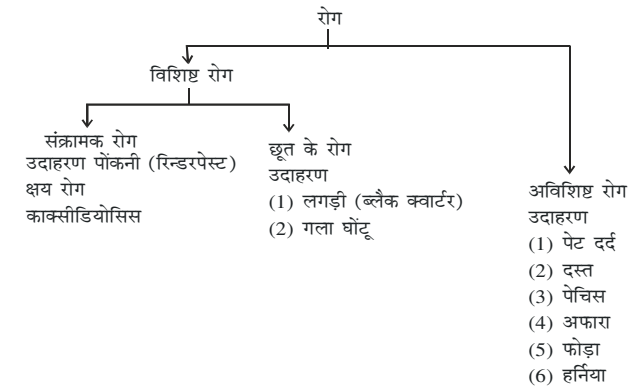 रोग
विशिष्ट रोग
संक्रामक रोग
उदाहरण पोंकनी (रिन्डरपेस्ट)
क्षय रोग
काक्सीडियोसिस
छूत के रोग
उदाहरण
(1) लगड़ी (ब्लैक क्वार्टर)
(2) गला घोंटू
अविशिष्ट रोग
उदाहरण
(1) पेट दर्द
(2) दस्त
(3) पेचिस
(4) अफारा
(5) फोड़ा
(6) हर्निया